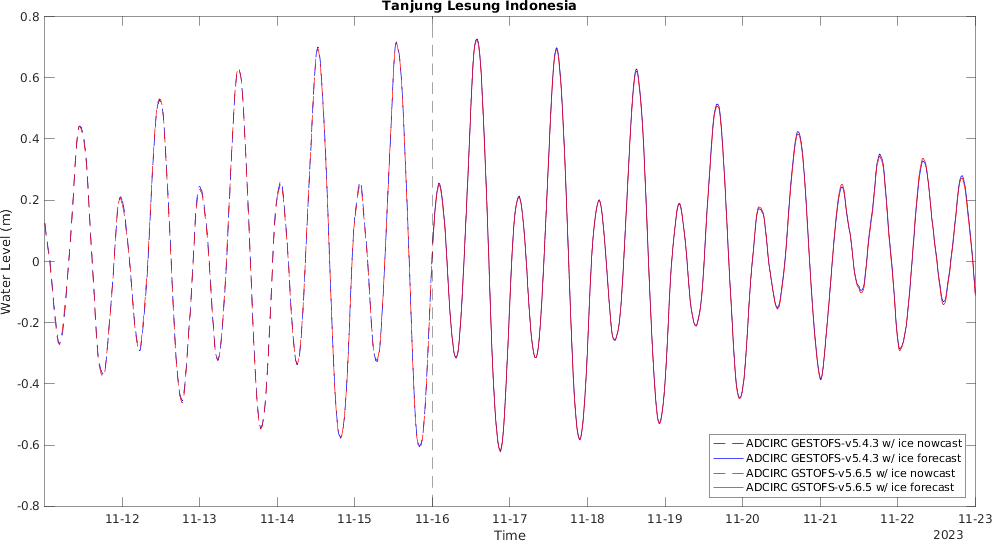 Tanjung Lesung Indonesia
0.8
0.6
0.4
0.2
0
-0.2
-0.4
-0.6
-0.8
Water Level (m)
ADCIRC GESTOFS-v5.4.3 w/ ice nowcast
ADCIRC GESTOFS-v5.4.3 w/ ice forecast
ADCIRC GSTOFS-v5.6.5 w/ ice nowcast
ADCIRC GSTOFS-v5.6.5 w/ ice forecast
11-12 11-13 11-14 11-15 11-16 11-17 11-18 11-19 11-20 11-21 11-22 11-23
Time
2023